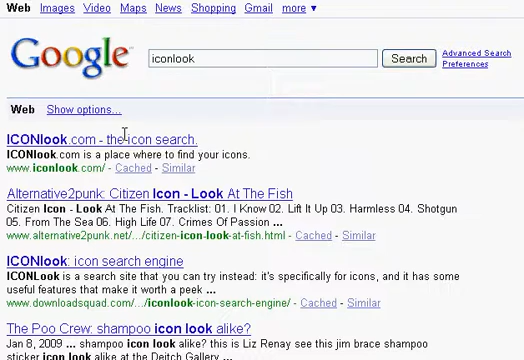 Web Images Video Maps News Shopping Gmail more ▼
Google iconlook Search Advanced Search
Preferences
Web Show options...
ICONlook.com - the icon search.
ICONlook.com is a place where to find your icons.
www.iconlook.com/ - Cached - Similar
Alternative2punk: Citizen Icon - Look At The Fish
Citizen Icon - Look At The Fish. Tracklist: 01. I Know 02. Lift It Up 03. Harmless 04. Shotgun
05. From The Sea 06. High Life 07. Crimes Of Passion ...
www.alternative2punk.net/.../citizen-icon-look-at-fish.html - Cached - Similar
ICONlook: icon search engine
ICONLook is a search site that you can try instead: it's specifically for icons, and it has some
useful features that make it worth a peek ...
www.downloadsquad.com/.../iconlook-icon-search-engine/ - Cached - Similar
The Poo Crew: shampoo icon look alike?
Jan 8, 2009 ... shampoo icon look alike? this is Liz Renay see this jim brace shampoo
sticker icon look alike at the Deitch Gallery ...